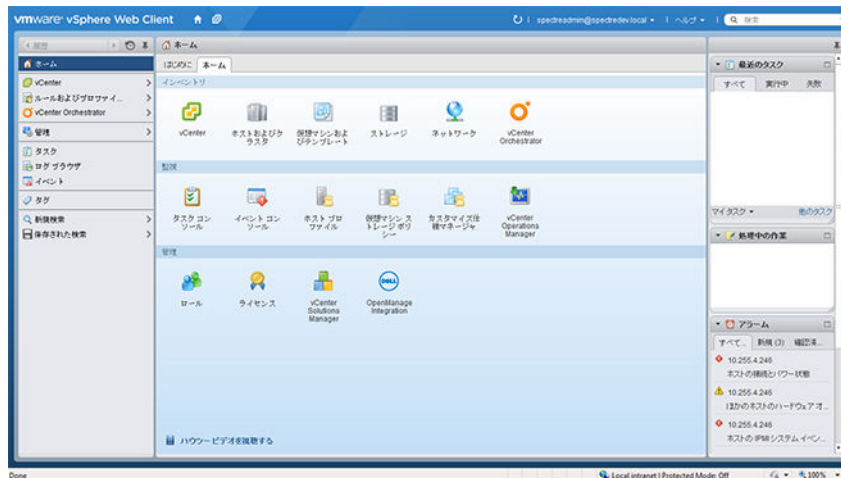 vmware vSphere Web Client
spectreadmin@spectredev.local
ヘルプ
検索
履歴
ホーム
vCenter
ルールおよびプロファイ...
vCenter Orchestrator
管理
タスク
ログ ブラウザ
イベント
タグ
新規検索
保存された検索
ホーム
はじめに ホーム
インベントリ
vCenter
ホストおよびク
ラスタ
仮想マシンおよ
びテンプレート
ストレージ
ネットワーク
vCenter
Orchestrator
監視
タスク コン
ソール
イベント コン
ソール
ホスト プロ
ファイル
仮想マシン ス
トレージ ポリ
シー
カスタマイズ仕
様マネージャ
vCenter
Operations
Manager
管理
ロール
ライセンス
vCenter
Solutions
Manager
DELL
OpenManage
Integration
ハウツー ビデオを視聴する
最近のタスク
すべて 実行中 失敗
マイ タスク 他のタスク
処理中の作業
アラーム
すべて... 新規 (3) 確認済...
10.255.4.246
ホストの接続とパワー状態
10.255.4.246
ほかのホストのハードウェア オ...
10.255.4.246
ホストの IPMI システム イベン...
Done
Local intranet | Protected Mode: Off
100%